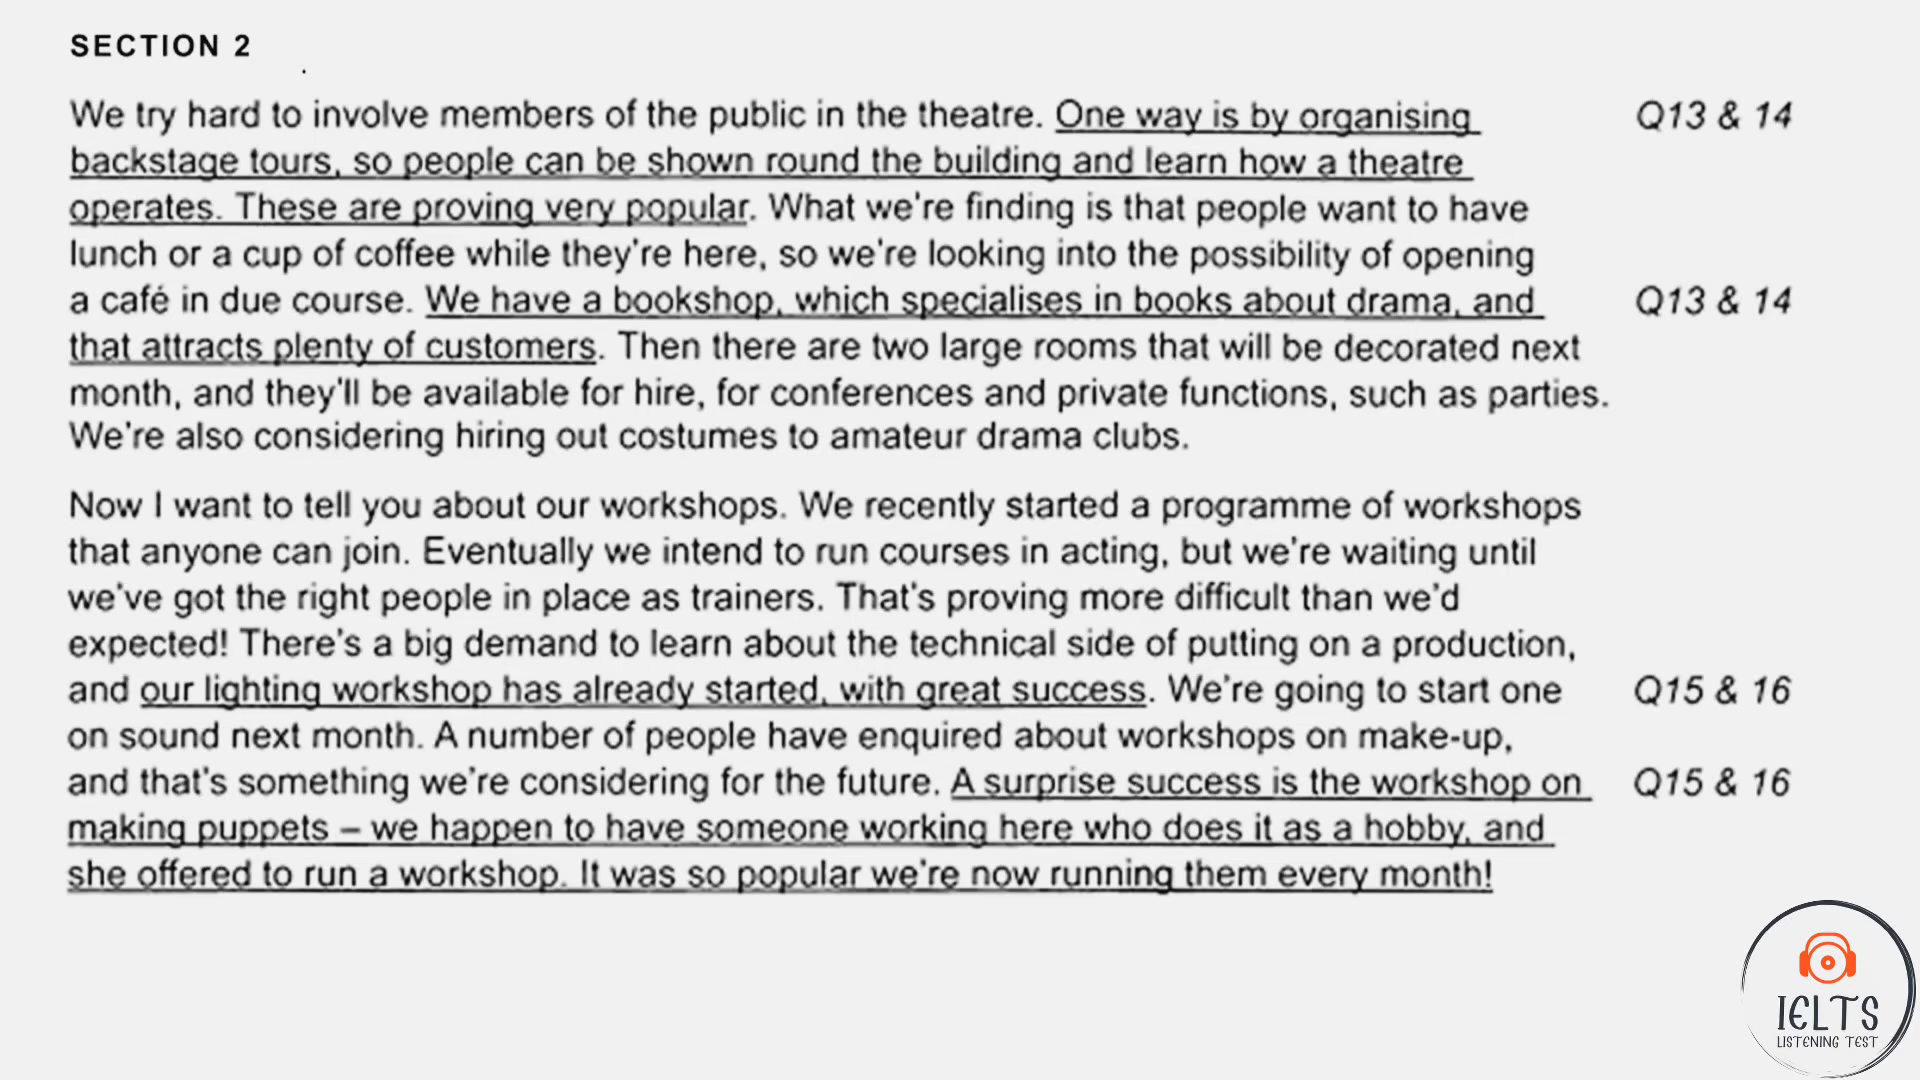 SECTION 2
We try hard to involve members of the public in the theatre. One way is by organising Q13 & 14
backstage tours, so people can be shown round the building and learn how a theatre
operates. These are proving very popular. What we're finding is that people want to have
lunch or a cup of coffee while they're here, so we're looking into the possibility of opening
a café in due course. We have a bookshop, which specialises in books about drama, and Q13 & 14
that attracts plenty of customers. Then there are two large rooms that will be decorated next
month, and they'll be available for hire, for conferences and private functions, such as parties.
We're also considering hiring out costumes to amateur drama clubs.
Now I want to tell you about our workshops. We recently started a programme of workshops
that anyone can join. Eventually we intend to run courses in acting, but we're waiting until
we've got the right people in place as trainers. That's proving more difficult than we'd
expected! There's a big demand to learn about the technical side of putting on a production,
and our lighting workshop has already started, with great success. We're going to start one Q15 & 16
on sound next month. A number of people have enquired about workshops on make-up,
and that's something we're considering for the future. A surprise success is the workshop on Q15 & 16
making puppets – we happen to have someone working here who does it as a hobby, and
she offered to run a workshop. It was so popular we're now running them every month!
IELTS
LISTENING TEST